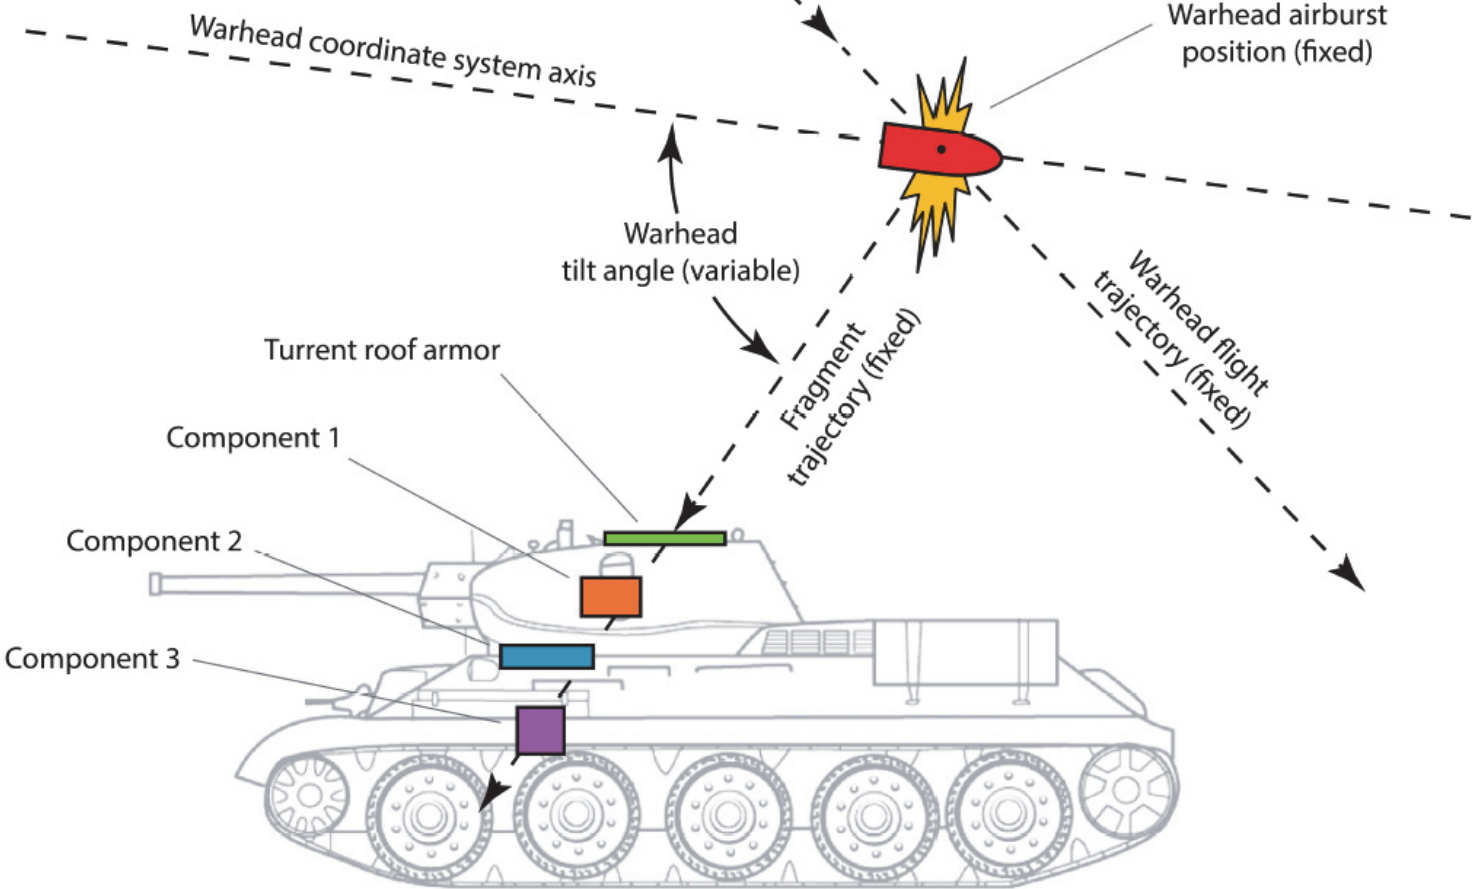 Warhead airburst
position (fixed)
Warhead coordinate system axis
Warhead
tilt angle (variable)
Warhead flight
trajectory (fixed)
Fragment
trajectory (fixed)
Turrent roof armor
Component 1
Component 2
Component 3